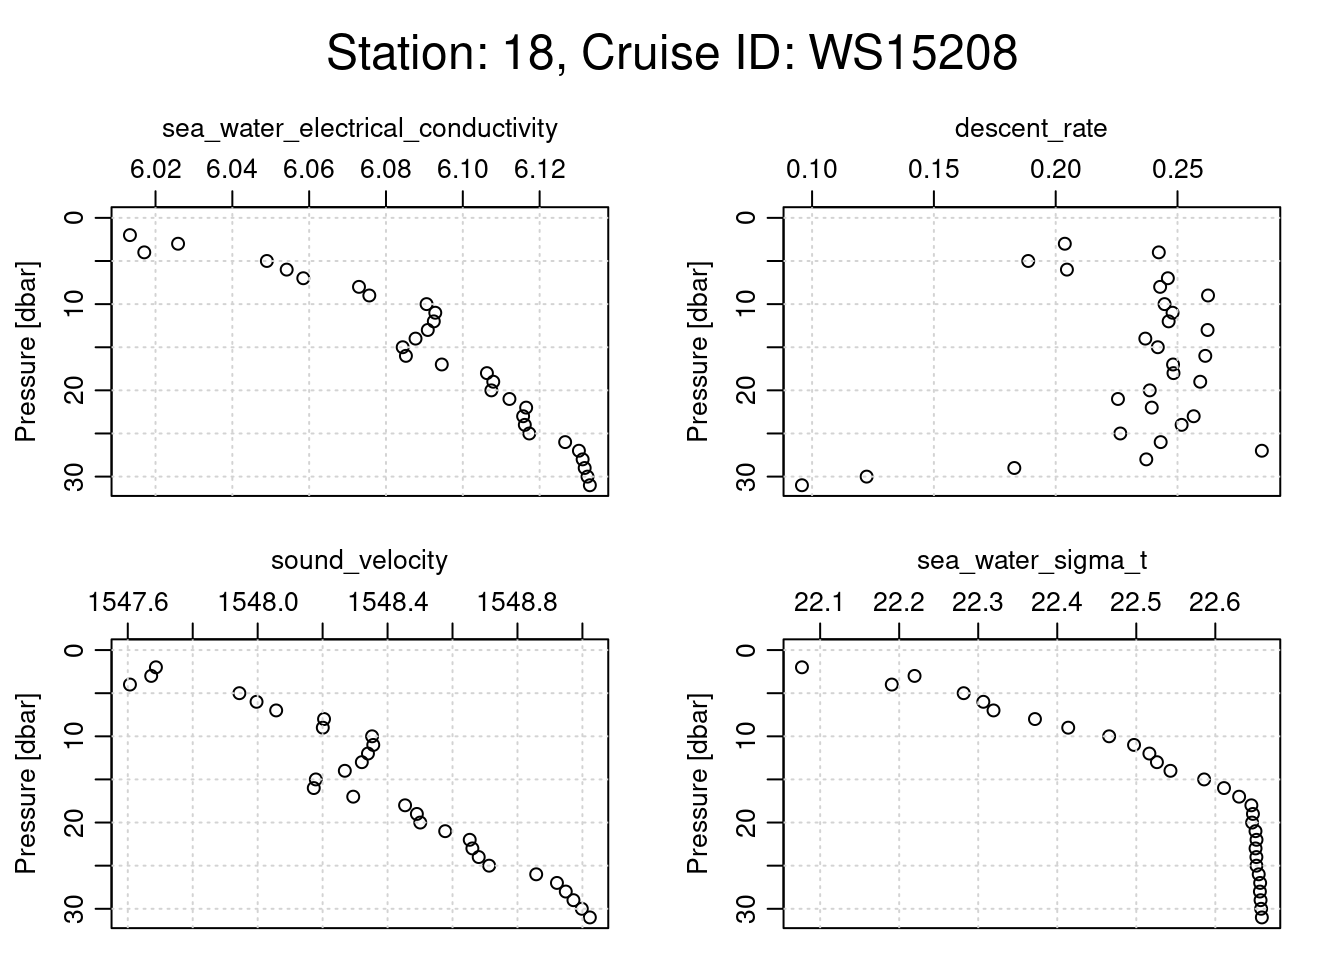 Station: 18, Cruise ID: WS15208
sea_water_electrical_conductivity
6.02 6.04 6.06 6.08 6.10 6.12
Pressure [dbar]
0
10
20
30
descent_rate
0.10 0.15 0.20 0.25
Pressure [dbar]
0
10
20
30
sound_velocity
1547.6 1548.0 1548.4 1548.8
Pressure [dbar]
0
10
20
30
sea_water_sigma_t
22.1 22.2 22.3 22.4 22.5 22.6
Pressure [dbar]
0
10
20
30